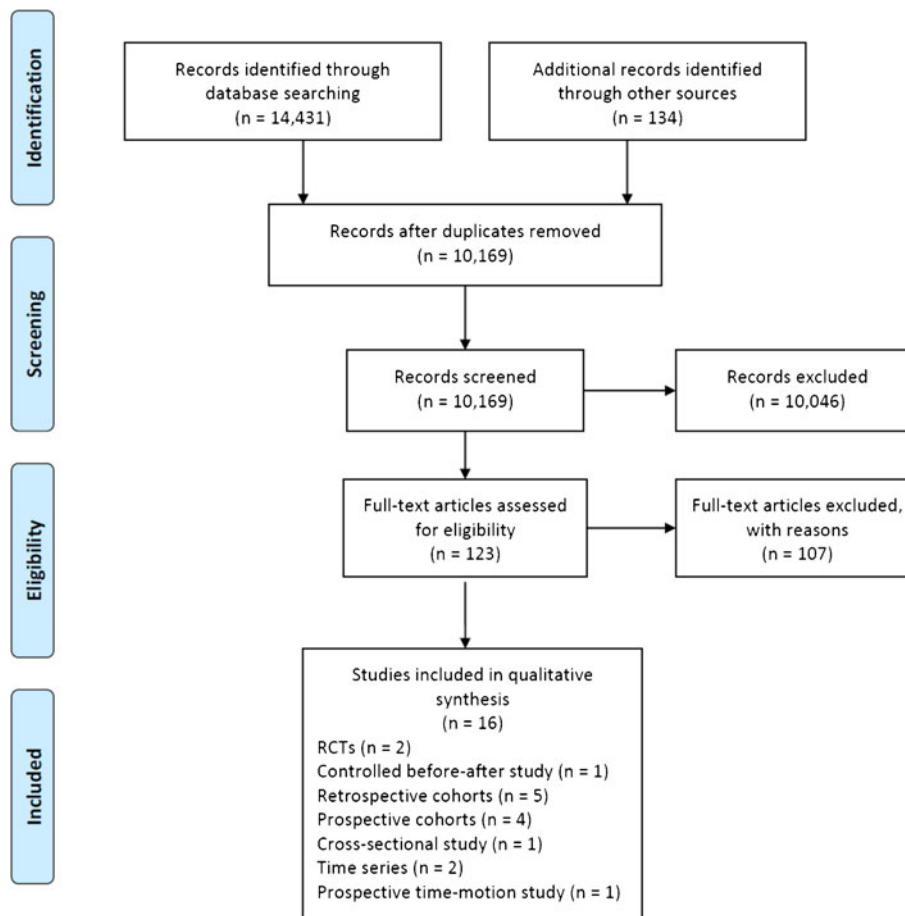 Identification
Records identified through
database searching
(n = 14,431)
Additional records identified
through other sources
(n = 134)
Records after duplicates removed
(n = 10,169)
Screening
Records screened
(n = 10,169)
Records excluded
(n = 10,046)
Eligibility
Full-text articles assessed
for eligibility
(n = 123)
Full-text articles excluded,
with reasons
(n = 107)
Included
Studies included in qualitative
synthesis
(n = 16)
RCTs (n = 2)
Controlled before-after study (n = 1)
Retrospective cohorts (n = 5)
Prospective cohorts (n = 4)
Cross-sectional study (n = 1)
Time series (n = 2)
Prospective time-motion study (n = 1)